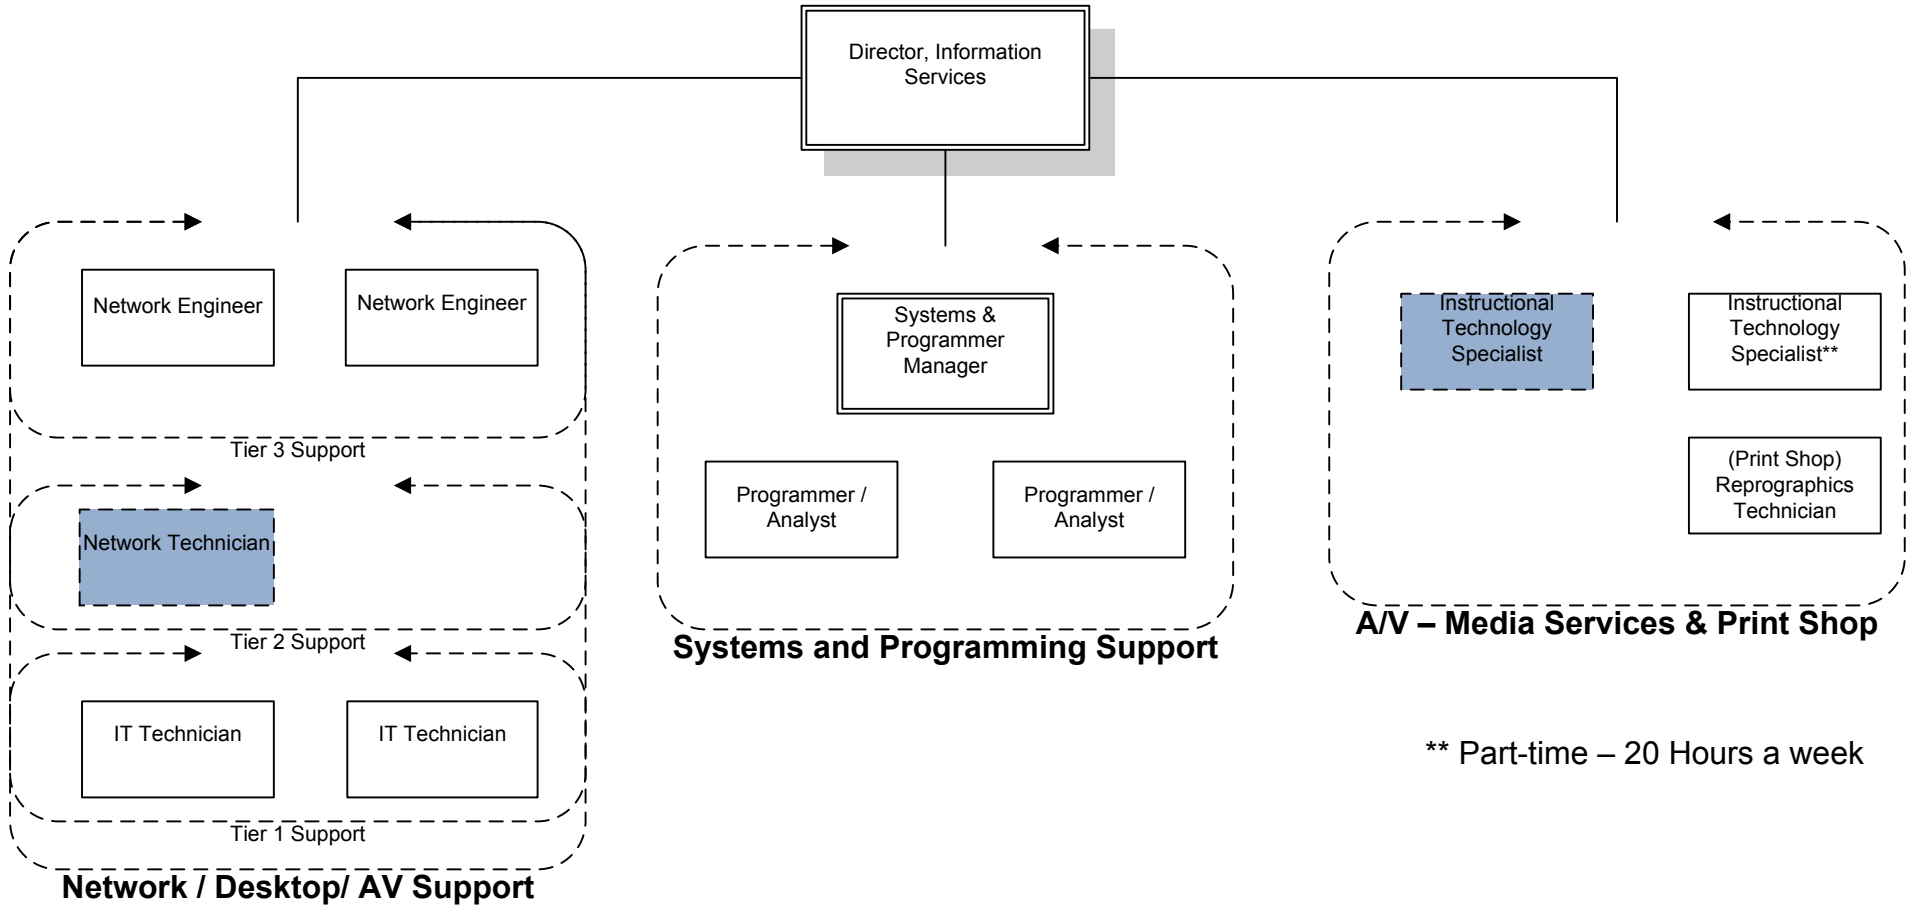 Director, Information
Services
Network Engineer
Network Engineer
Tier 3 Support
Network Technician
Tier 2 Support
IT Technician
IT Technician
Tier 1 Support
Network / Desktop/ AV Support
Systems &
Programmer
Manager
Programmer /
Analyst
Programmer /
Analyst
Systems and Programming Support
Instructional
Technology
Specialist
Instructional
Technology
Specialist**
(Print Shop)
Reprographics
Technician
A/V – Media Services & Print Shop
** Part-time – 20 Hours a week